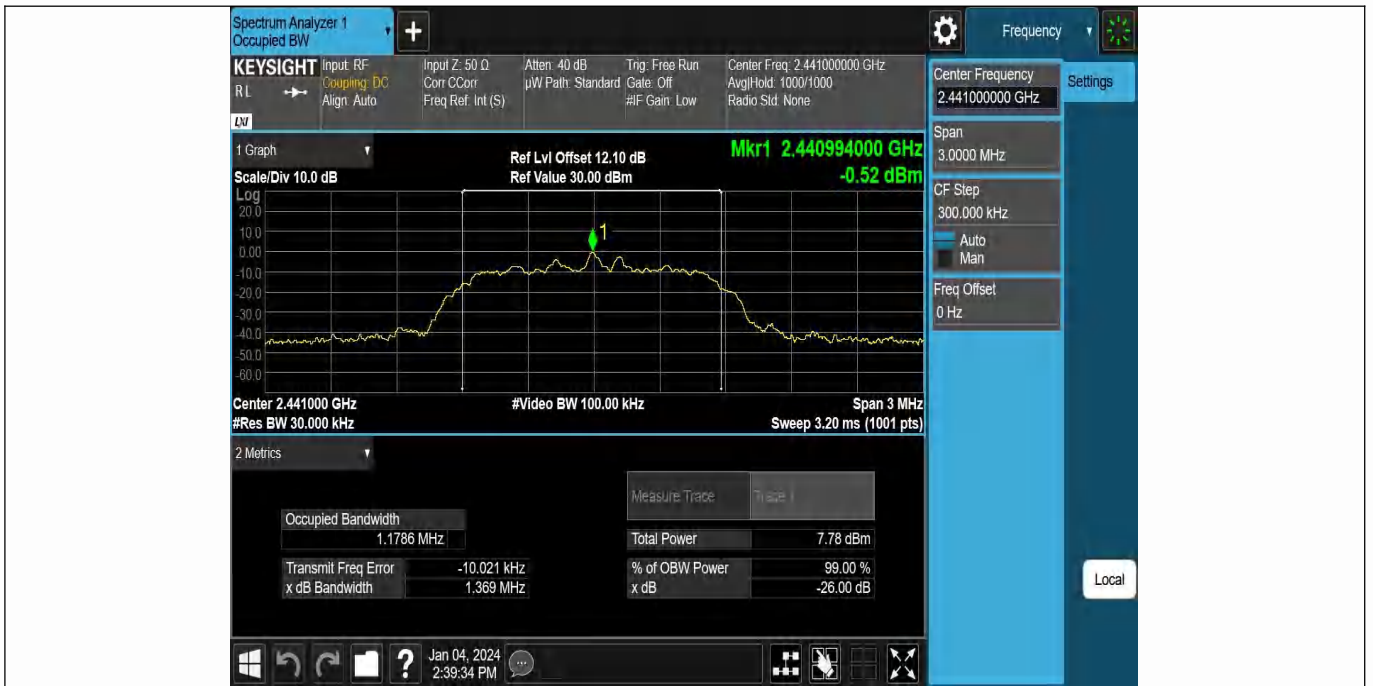 Spectrum Analyzer 1
Occupied BW
+
Frequency
KEYSIGHT
RL
LXI
Input: RF
Coupling: DC
Align: Auto
Input Z: 50 Ω
Corr CCorr
Freq Ref: Int (S)
Atten: 40 dB
µW Path: Standard
Trig: Free Run
Gate: Off
#IF Gain: Low
Center Freq: 2.441000000 GHz
Avg|Hold: 1000/1000
Radio Std: None
Center Frequency
2.441000000 GHz
Settings
Span
3.0000 MHz
CF Step
300.000 kHz
Auto
Man
Freq Offset
0 Hz
Local
1 Graph
Scale/Div 10.0 dB
Ref Lvl Offset 12.10 dB
Ref Value 30.00 dBm
Mkr1 2.440994000 GHz
-0.52 dBm
Log
20.0
10.0
0.00
-10.0
-20.0
-30.0
-40.0
-50.0
-60.0
1
Center 2.441000 GHz
#Res BW 30.000 kHz
#Video BW 100.00 kHz
Span 3 MHz
Sweep 3.20 ms (1001 pts)
2 Metrics
Measure Trace Trace 1
Occupied Bandwidth
1.1786 MHz
Total Power 7.78 dBm
Transmit Freq Error -10.021 kHz
% of OBW Power 99.00 %
x dB Bandwidth 1.369 MHz
x dB -26.00 dB
?
Jan 04, 2024
2:39:34 PM